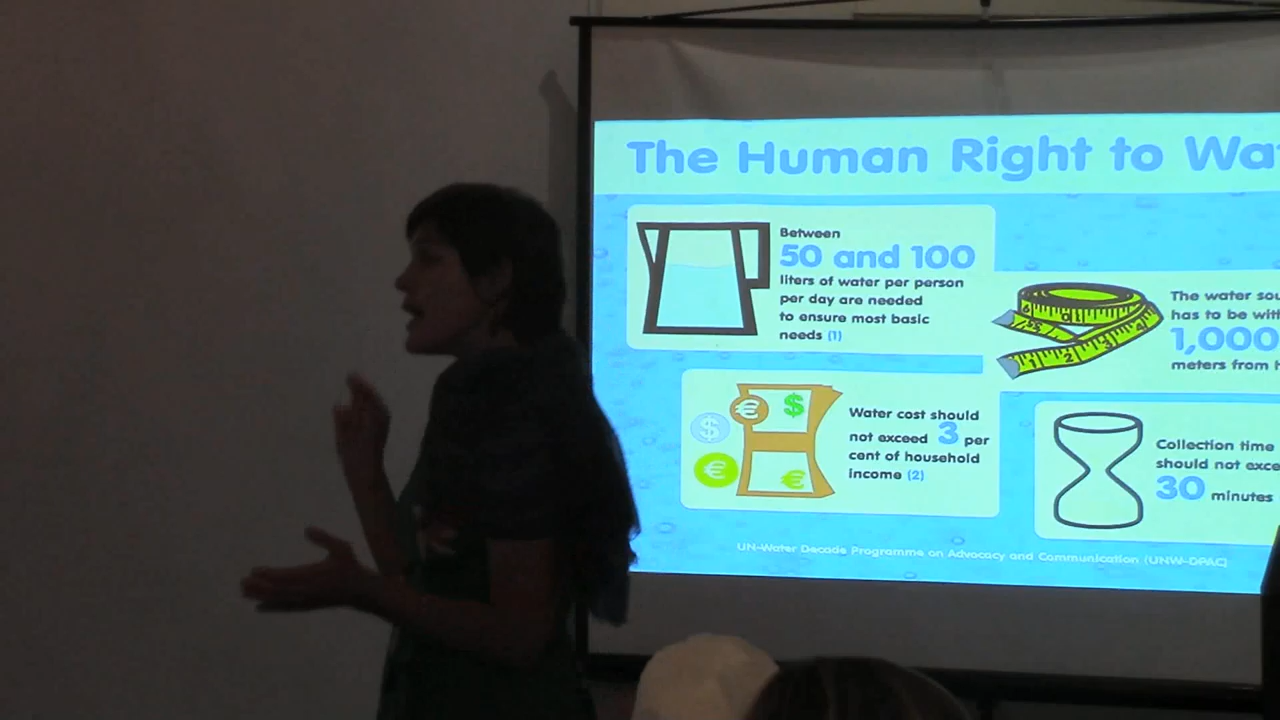 The Human Right to Wa
Between
50 and 100
liters of water per person
per day are needed
to ensure most basic
needs (1)
The water sou
has to be with
1,000
meters from h
Water cost should
not exceed 3 per
cent of household
income (2)
Collection time
should not exce
30 minutes
UN-Water Decade Programme on Advocacy and Communication (UNW-DPAC)